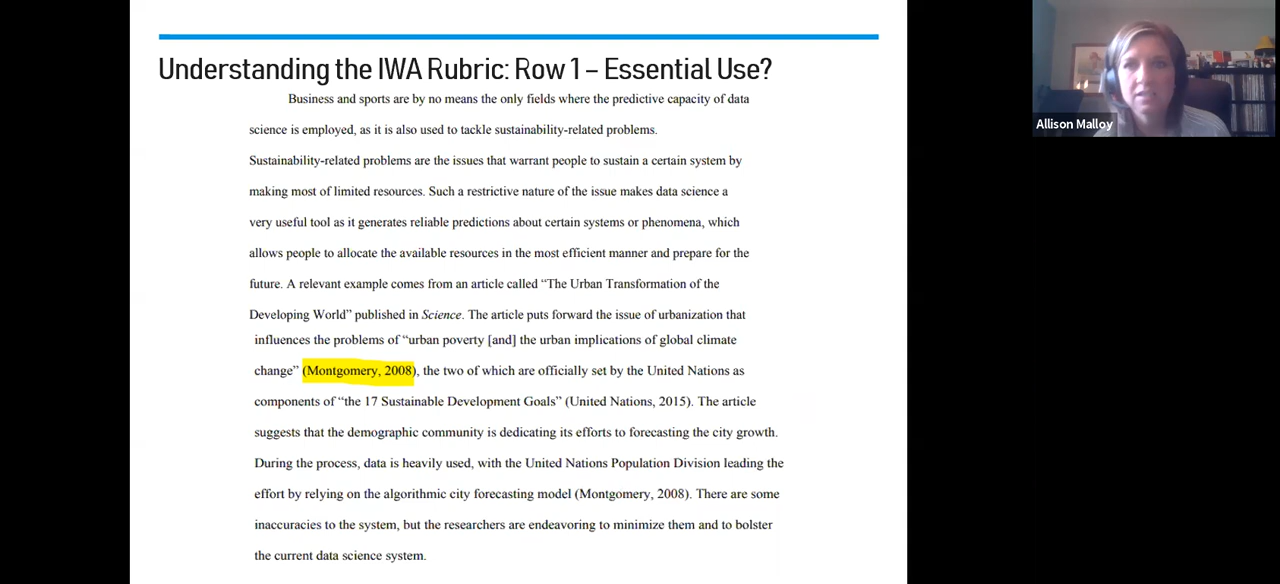 Understanding the IWA Rubric: Row 1 – Essential Use?
Business and sports are by no means the only fields where the predictive capacity of data
science is employed, as it is also used to tackle sustainability-related problems.
Sustainability-related problems are the issues that warrant people to sustain a certain system by
making most of limited resources. Such a restrictive nature of the issue makes data science a
very useful tool as it generates reliable predictions about certain systems or phenomena, which
allows people to allocate the available resources in the most efficient manner and prepare for the
future. A relevant example comes from an article called “The Urban Transformation of the
Developing World” published in Science. The article puts forward the issue of urbanization that
influences the problems of “urban poverty [and] the urban implications of global climate
change” (Montgomery, 2008), the two of which are officially set by the United Nations as
components of “the 17 Sustainable Development Goals” (United Nations, 2015). The article
suggests that the demographic community is dedicating its efforts to forecasting the city growth.
During the process, data is heavily used, with the United Nations Population Division leading the
effort by relying on the algorithmic city forecasting model (Montgomery, 2008). There are some
inaccuracies to the system, but the researchers are endeavoring to minimize them and to bolster
the current data science system.
Allison Malloy